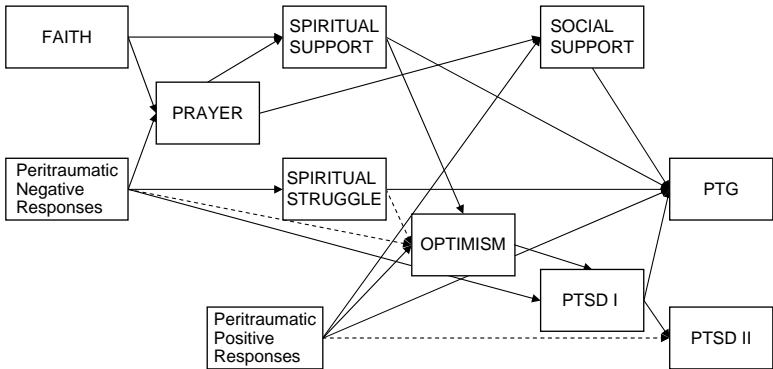 FAITH
SPIRITUAL
SUPPORT
SOCIAL
SUPPORT
PRAYER
Peritraumatic
Negative
Responses
SPIRITUAL
STRUGGLE
PTG
OPTIMISM
PTSD I
Peritraumatic
Positive
Responses
PTSD II